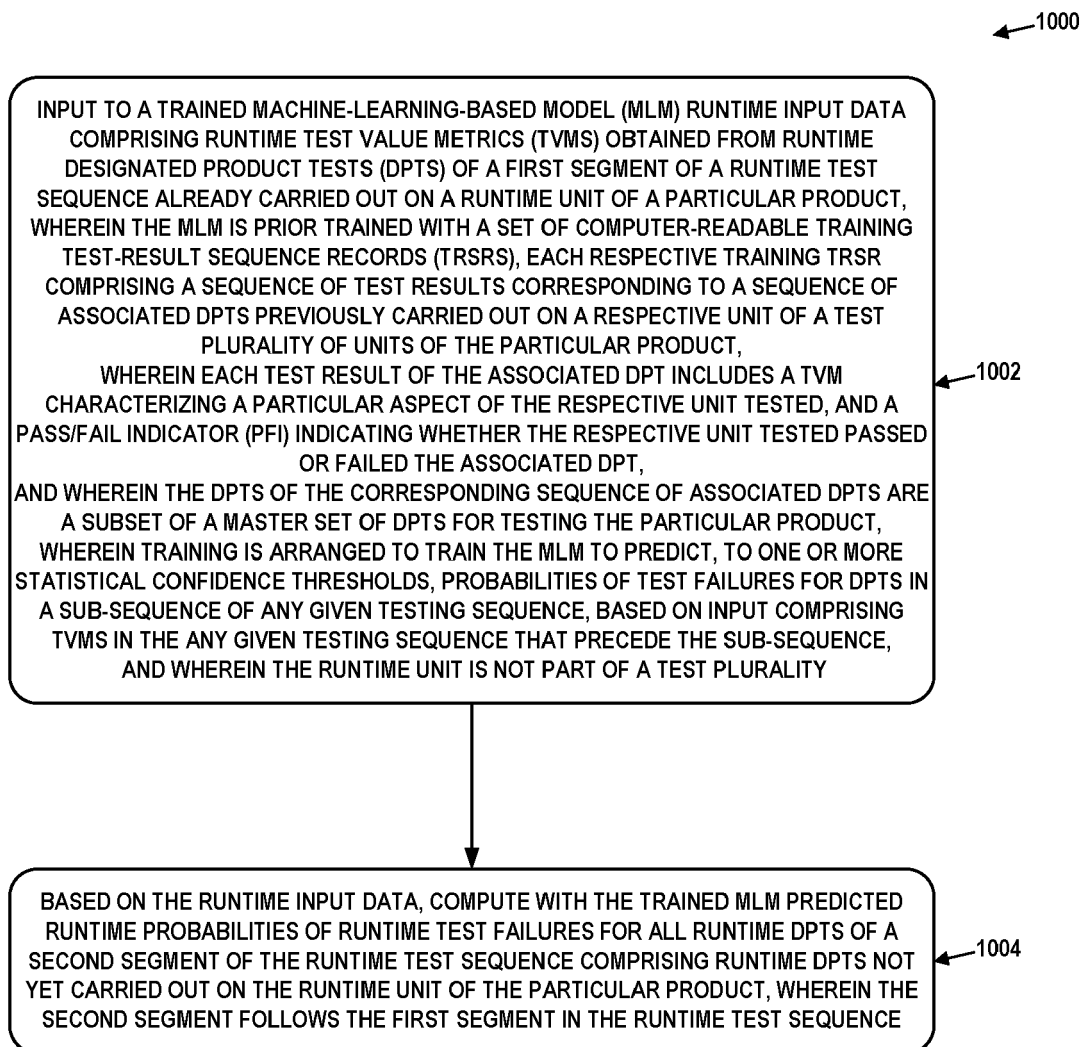 1000
INPUT TO A TRAINED MACHINE-LEARNING-BASED MODEL (MLM) RUNTIME INPUT DATA
COMPRISING RUNTIME TEST VALUE METRICS (TVMS) OBTAINED FROM RUNTIME
DESIGNATED PRODUCT TESTS (DPTS) OF A FIRST SEGMENT OF A RUNTIME TEST
SEQUENCE ALREADY CARRIED OUT ON A RUNTIME UNIT OF A PARTICULAR PRODUCT,
WHEREIN THE MLM IS PRIOR TRAINED WITH A SET OF COMPUTER-READABLE TRAINING
TEST-RESULT SEQUENCE RECORDS (TRSRS), EACH RESPECTIVE TRAINING TRSR
COMPRISING A SEQUENCE OF TEST RESULTS CORRESPONDING TO A SEQUENCE OF
ASSOCIATED DPTS PREVIOUSLY CARRIED OUT ON A RESPECTIVE UNIT OF A TEST
PLURALITY OF UNITS OF THE PARTICULAR PRODUCT,
WHEREIN EACH TEST RESULT OF THE ASSOCIATED DPT INCLUDES A TVM
CHARACTERIZING A PARTICULAR ASPECT OF THE RESPECTIVE UNIT TESTED, AND A
PASS/FAIL INDICATOR (PFI) INDICATING WHETHER THE RESPECTIVE UNIT TESTED PASSED
OR FAILED THE ASSOCIATED DPT,
AND WHEREIN THE DPTS OF THE CORRESPONDING SEQUENCE OF ASSOCIATED DPTS ARE
A SUBSET OF A MASTER SET OF DPTS FOR TESTING THE PARTICULAR PRODUCT,
WHEREIN TRAINING IS ARRANGED TO TRAIN THE MLM TO PREDICT, TO ONE OR MORE
STATISTICAL CONFIDENCE THRESHOLDS, PROBABILITIES OF TEST FAILURES FOR DPTS IN
A SUB-SEQUENCE OF ANY GIVEN TESTING SEQUENCE, BASED ON INPUT COMPRISING
TVMS IN THE ANY GIVEN TESTING SEQUENCE THAT PRECEDE THE SUB-SEQUENCE,
AND WHEREIN THE RUNTIME UNIT IS NOT PART OF A TEST PLURALITY
1002
BASED ON THE RUNTIME INPUT DATA, COMPUTE WITH THE TRAINED MLM PREDICTED
RUNTIME PROBABILITIES OF RUNTIME TEST FAILURES FOR ALL RUNTIME DPTS OF A
SECOND SEGMENT OF THE RUNTIME TEST SEQUENCE COMPRISING RUNTIME DPTS NOT
YET CARRIED OUT ON THE RUNTIME UNIT OF THE PARTICULAR PRODUCT, WHEREIN THE
SECOND SEGMENT FOLLOWS THE FIRST SEGMENT IN THE RUNTIME TEST SEQUENCE
1004